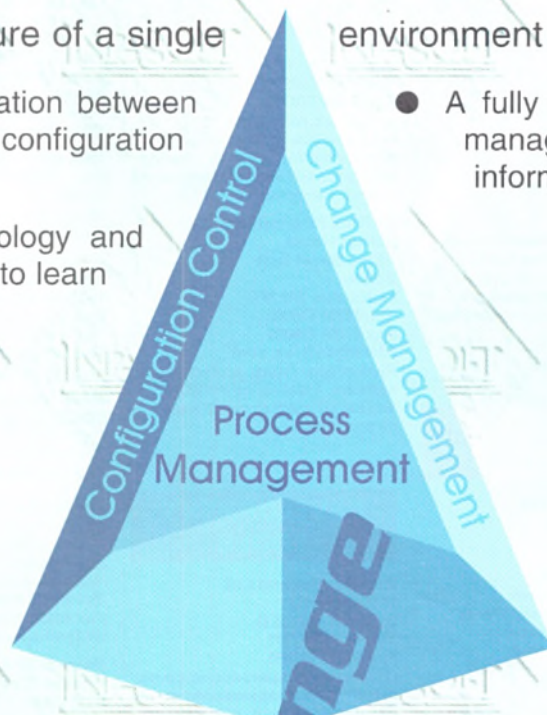 ure of a single
ation between
configuration
ology and
to learn
environment
● A fully
manag
inforn
Configuration Control
Change Management
Process
Management
nge